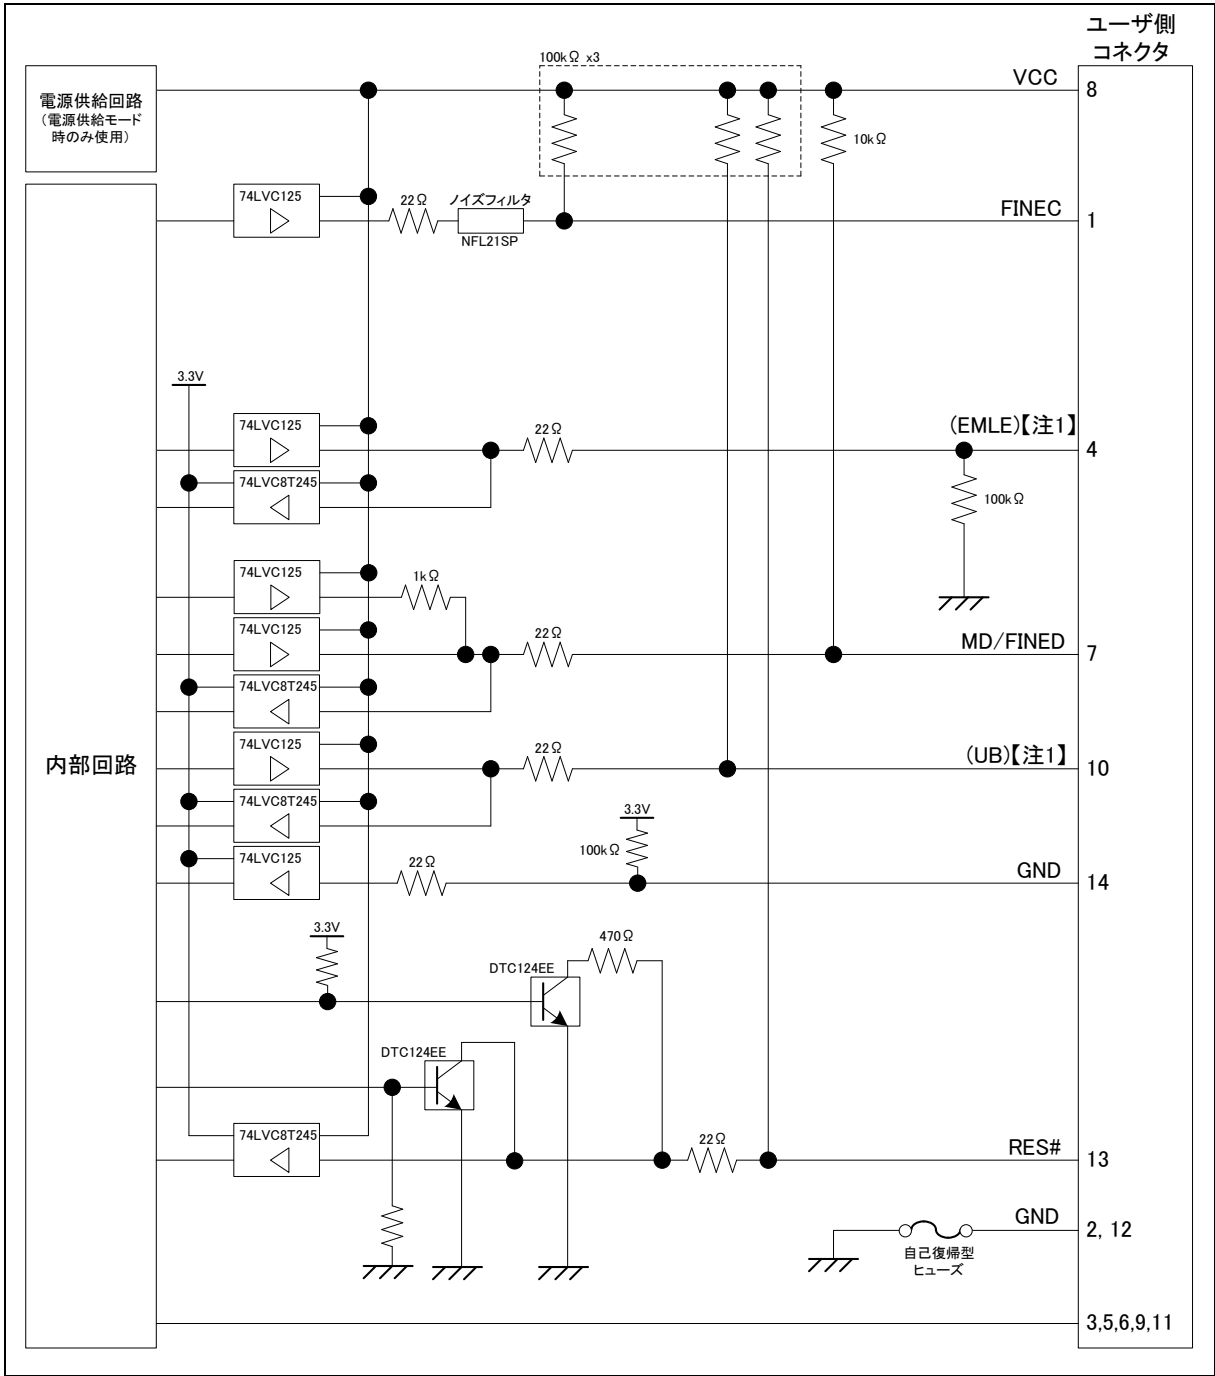 ユーザ側
コネクタ
100kΩ x3
VCC
8
電源供給回路
（電源供給モード
時のみ使用）
10kΩ
74LVC125
22Ω
ノイズフィルタ
NFL21SP
FINEC
1
3.3V
74LVC125
22Ω
(EMLE)【注1】
4
74LVC8T245
100kΩ
74LVC125
1kΩ
74LVC125
22Ω
MD/FINED
7
74LVC8T245
内部回路
74LVC125
22Ω
(UB)【注1】
10
74LVC8T245
3.3V
100kΩ
74LVC125
22Ω
GND
14
3.3V
470Ω
DTC124EE
DTC124EE
74LVC8T245
22Ω
RES#
13
GND
2, 12
自己復帰型
ヒューズ
3,5,6,9,11